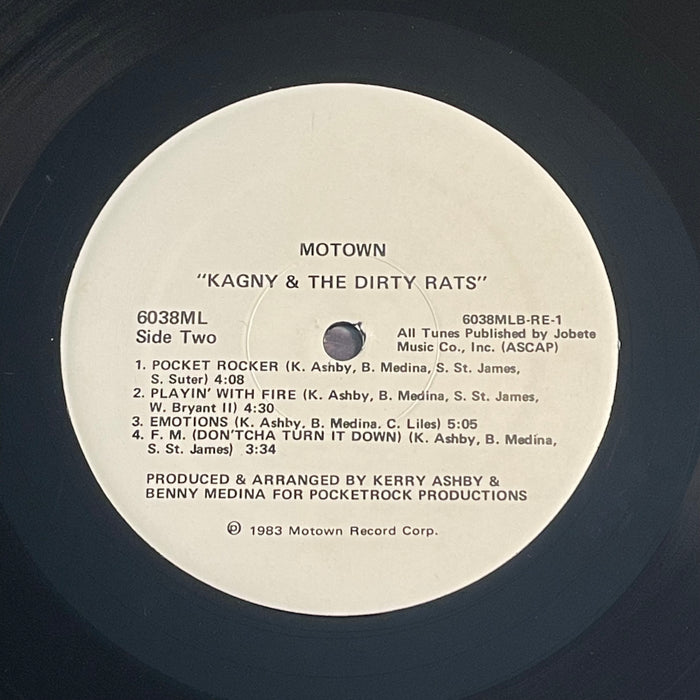 MOTOWN
"KAGNY & THE DIRTY RATS"
6038ML
Side Two
6038MLB-RE-1
All Tunes Published by Jobete
Music Co., Inc. (ASCAP)
1. POCKET ROCKER (K. Ashby, B. Medina, S. St. James,
S. Suter) 4:08
2. PLAYIN' WITH FIRE (K. Ashby, B. Medina, S. St. James,
W. Bryant II) 4:30
3. EMOTIONS (K. Ashby, B. Medina. C. Liles) 5:05
4. F. M. (DON'TCHA TURN IT DOWN) (K. Ashby, B. Medina,
S. St. James) 3:34
PRODUCED & ARRANGED BY KERRY ASHBY &
BENNY MEDINA FOR POCKETROCK PRODUCTIONS
℗ 1983 Motown Record Corp.